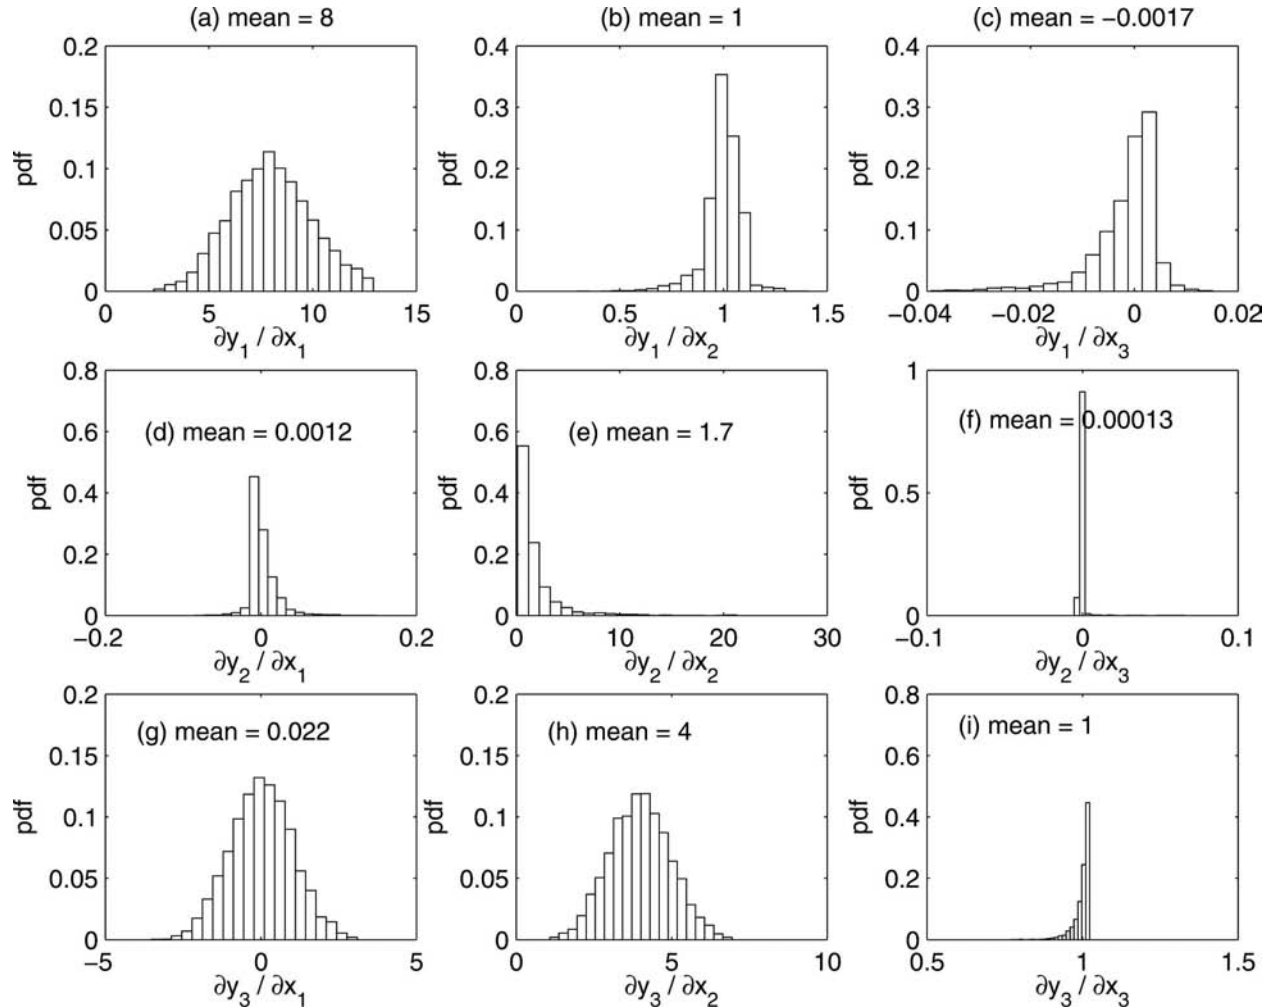 (a) mean = 8
0.2
0.15
0.1
0.05
0
pdf
0 5 10 15
∂y1 / ∂x1
(b) mean = 1
0.4
0.3
0.2
0.1
0
pdf
0 0.5 1 1.5
∂y1 / ∂x2
(c) mean = −0.0017
0.4
0.3
0.2
0.1
0
pdf
−0.04 −0.02 0 0.02
∂y1 / ∂x3
0.8
0.6
0.4
0.2
0
pdf
(d) mean = 0.0012
−0.2 0 0.2
∂y2 / ∂x1
0.8
0.6
0.4
0.2
0
pdf
(e) mean = 1.7
0 10 20 30
∂y2 / ∂x2
1
0.5
0
pdf
(f) mean = 0.00013
−0.1 0 0.1
∂y2 / ∂x3
0.2
0.15
0.1
0.05
0
pdf
(g) mean = 0.022
−5 0 5
∂y3 / ∂x1
0.2
0.15
0.1
0.05
0
pdf
(h) mean = 4
0 5 10
∂y3 / ∂x2
0.8
0.6
0.4
0.2
0
pdf
(i) mean = 1
0.5 1 1.5
∂y3 / ∂x3